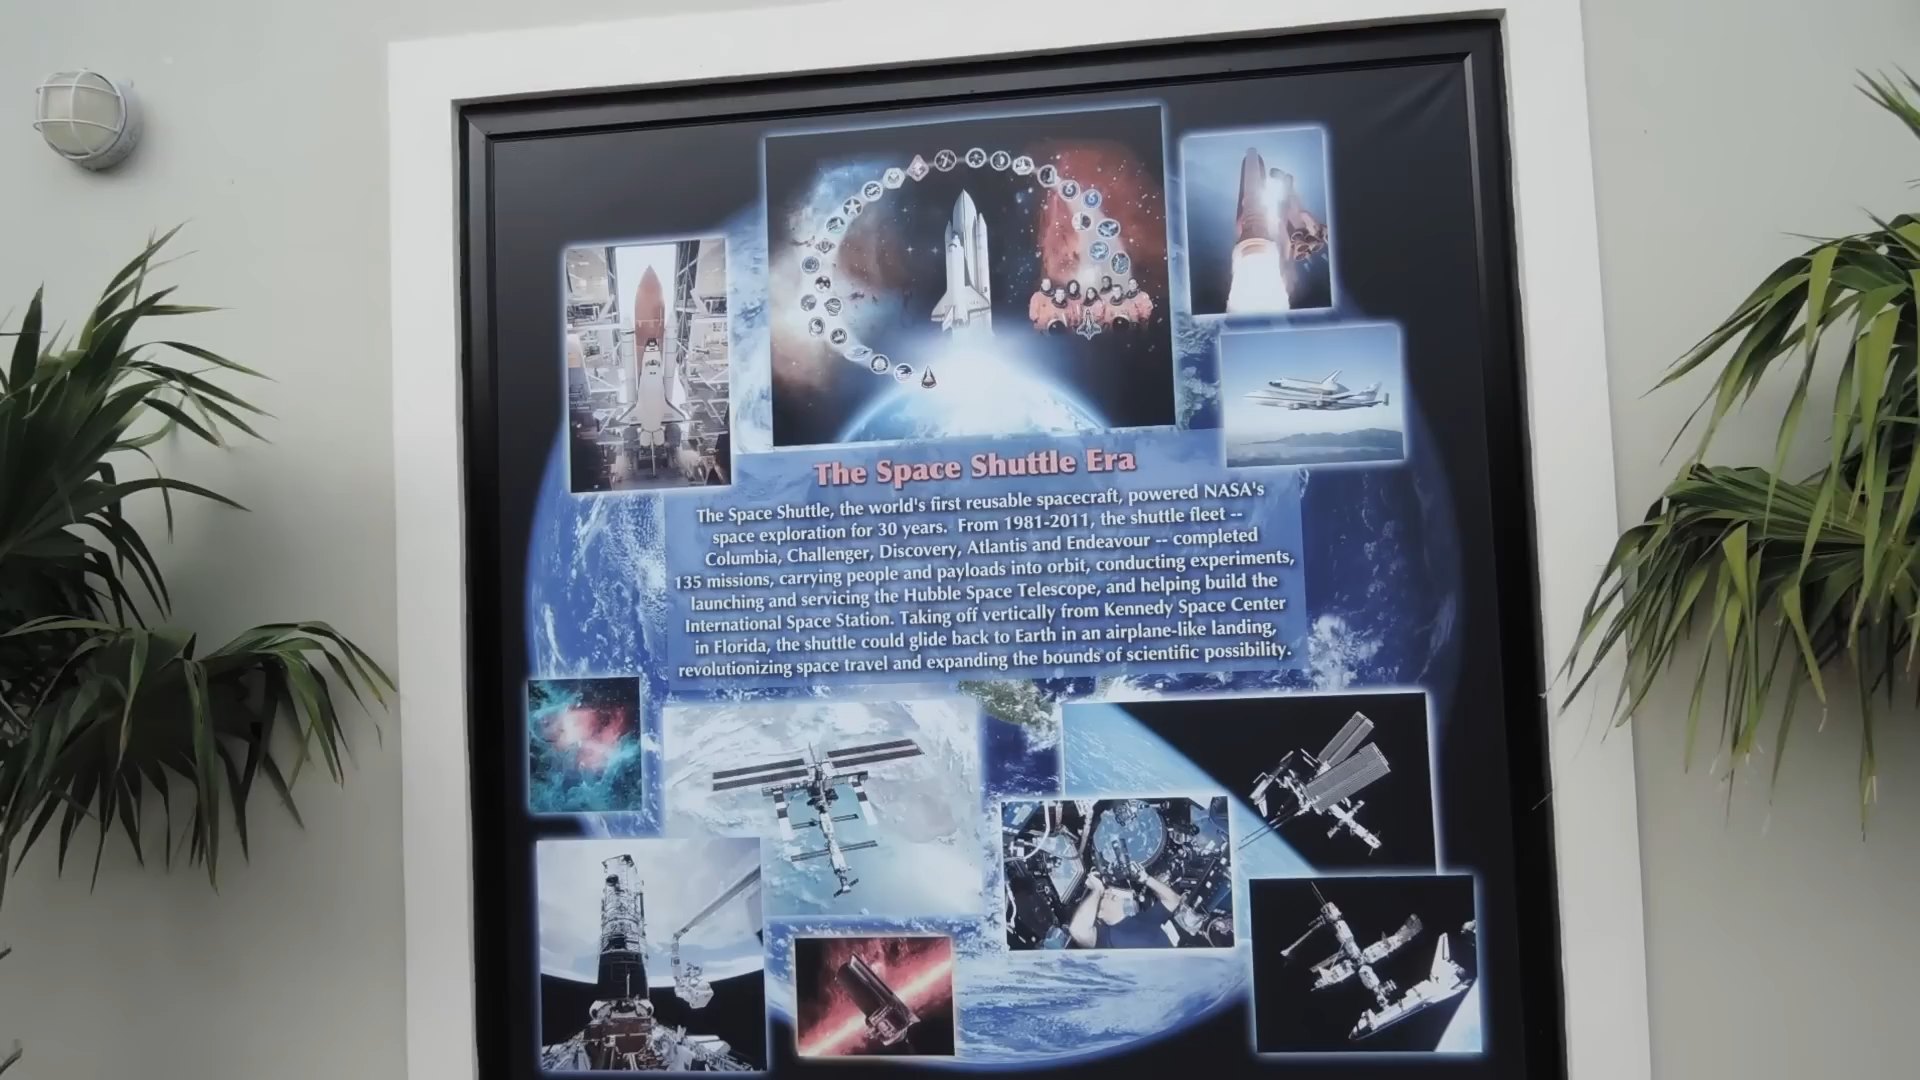 The Space Shuttle Era
The Space Shuttle, the world's first reusable spacecraft, powered NASA's
space exploration for 30 years. From 1981-2011, the shuttle fleet --
Columbia, Challenger, Discovery, Atlantis and Endeavour -- completed
135 missions, carrying people and payloads into orbit, conducting experiments,
launching and servicing the Hubble Space Telescope, and helping build the
International Space Station. Taking off vertically from Kennedy Space Center
in Florida, the shuttle could glide back to Earth in an airplane-like landing,
revolutionizing space travel and expanding the bounds of scientific possibility.